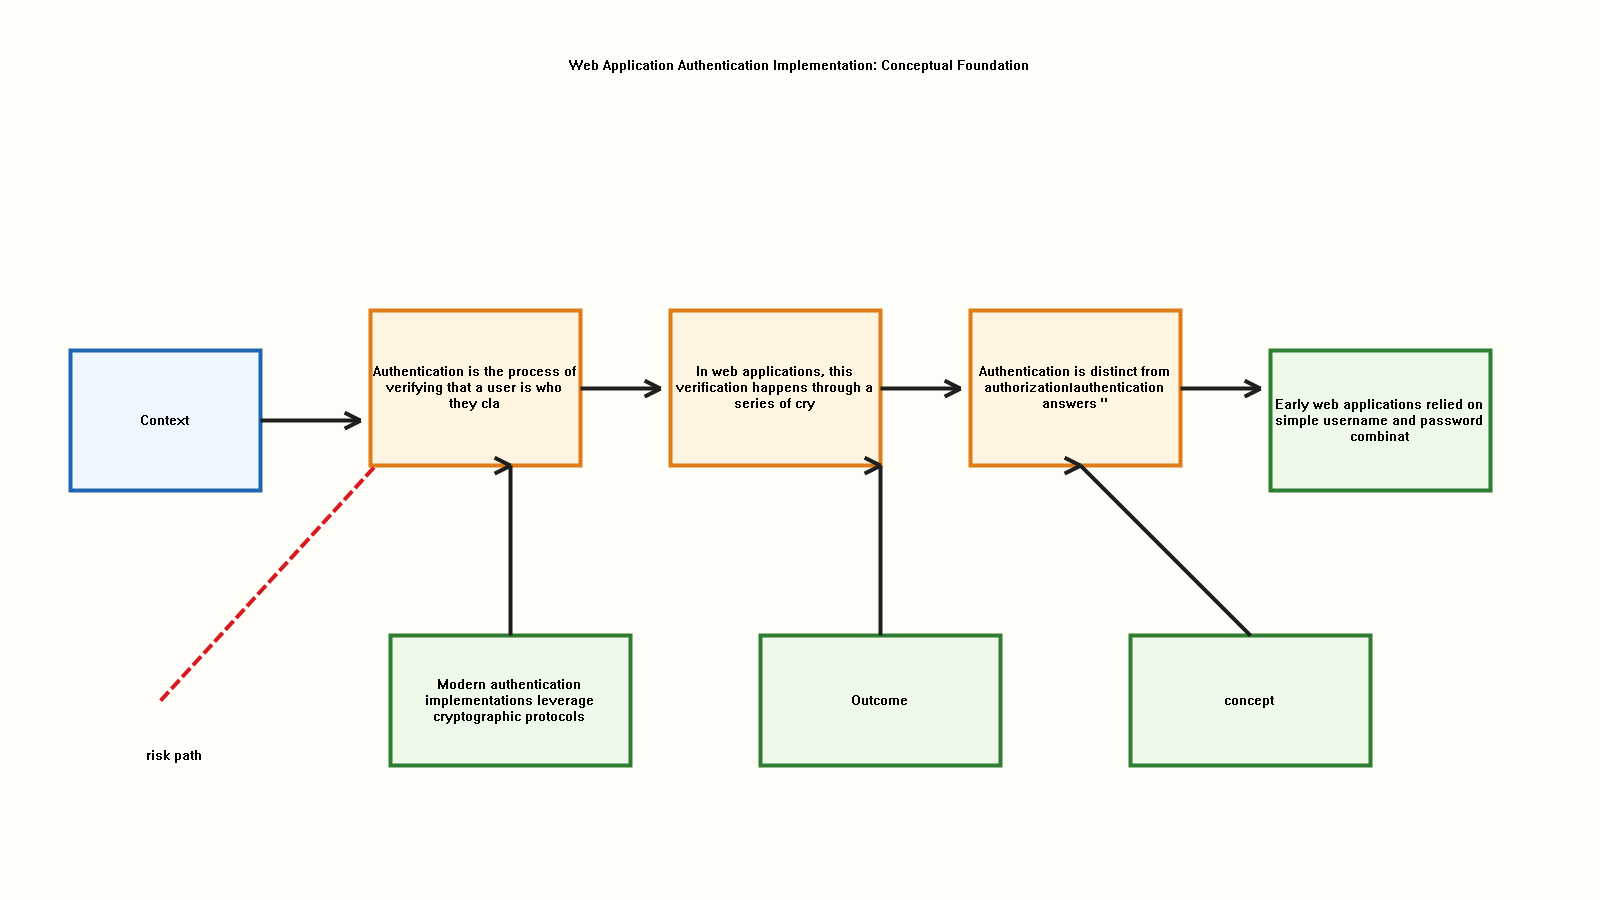 Web Application Authentication Implementation: Conceptual Foundation
Context
Authentication is the process of
verifying that a user is who
they cla
In web applications, this
verification happens through a
series of cry
Authentication is distinct from
authorization|authentication
answers "
Early web applications relied on
simple username and password
combinat
Modern authentication
implementations leverage
cryptographic protocols
Outcome
concept
risk path